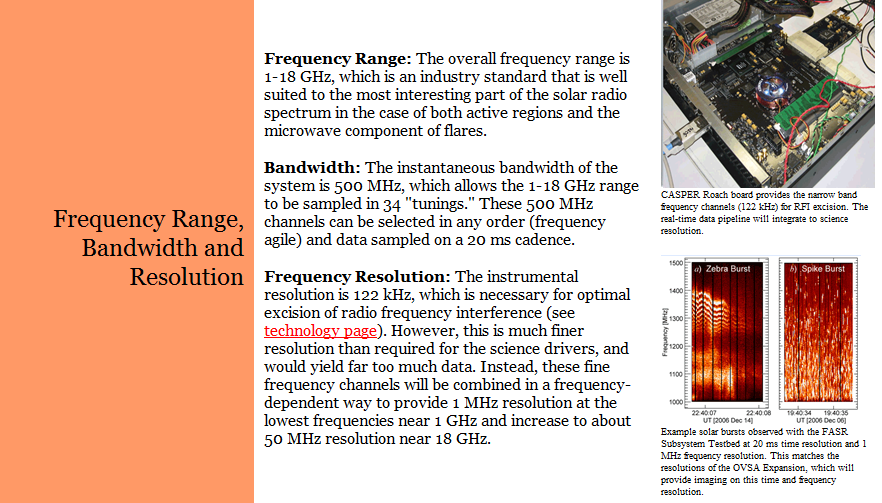 Frequency Range,
Bandwidth and
Resolution
Frequency Range: The overall frequency range is
1-18 GHz, which is an industry standard that is well
suited to the most interesting part of the solar radio
spectrum in the case of both active regions and the
microwave component of flares.
Bandwidth: The instantaneous bandwidth of the
system is 500 MHz, which allows the 1-18 GHz range
to be sampled in 34 "tunings." These 500 MHz
channels can be selected in any order (frequency
agile) and data sampled on a 20 ms cadence.
Frequency Resolution: The instrumental
resolution is 122 kHz, which is necessary for optimal
excision of radio frequency interference (see
technology page). However, this is much finer
resolution than required for the science drivers, and
would yield far too much data. Instead, these fine
frequency channels will be combined in a frequency-
dependent way to provide 1 MHz resolution at the
lowest frequencies near 1 GHz and increase to about
50 MHz resolution near 18 GHz.
CASPER Roach board provides the narrow band
frequency channels (122 kHz) for RFI excision. The
real-time data pipeline will integrate to science
resolution.
a) Zebra Burst
b) Spike Burst
Frequency [MHz]
1500
1400
1300
1200
1100
1000
22:40:07 22:40:08
UT [2006 Dec 14]
19:40:34 19:40:35
UT [2006 Dec 06]
Example solar bursts observed with the FASR
Subsystem Testbed at 20 ms time resolution and 1
MHz frequency resolution. This matches the
resolutions of the OVSA Expansion, which will
provide imaging on this time and frequency
resolution.